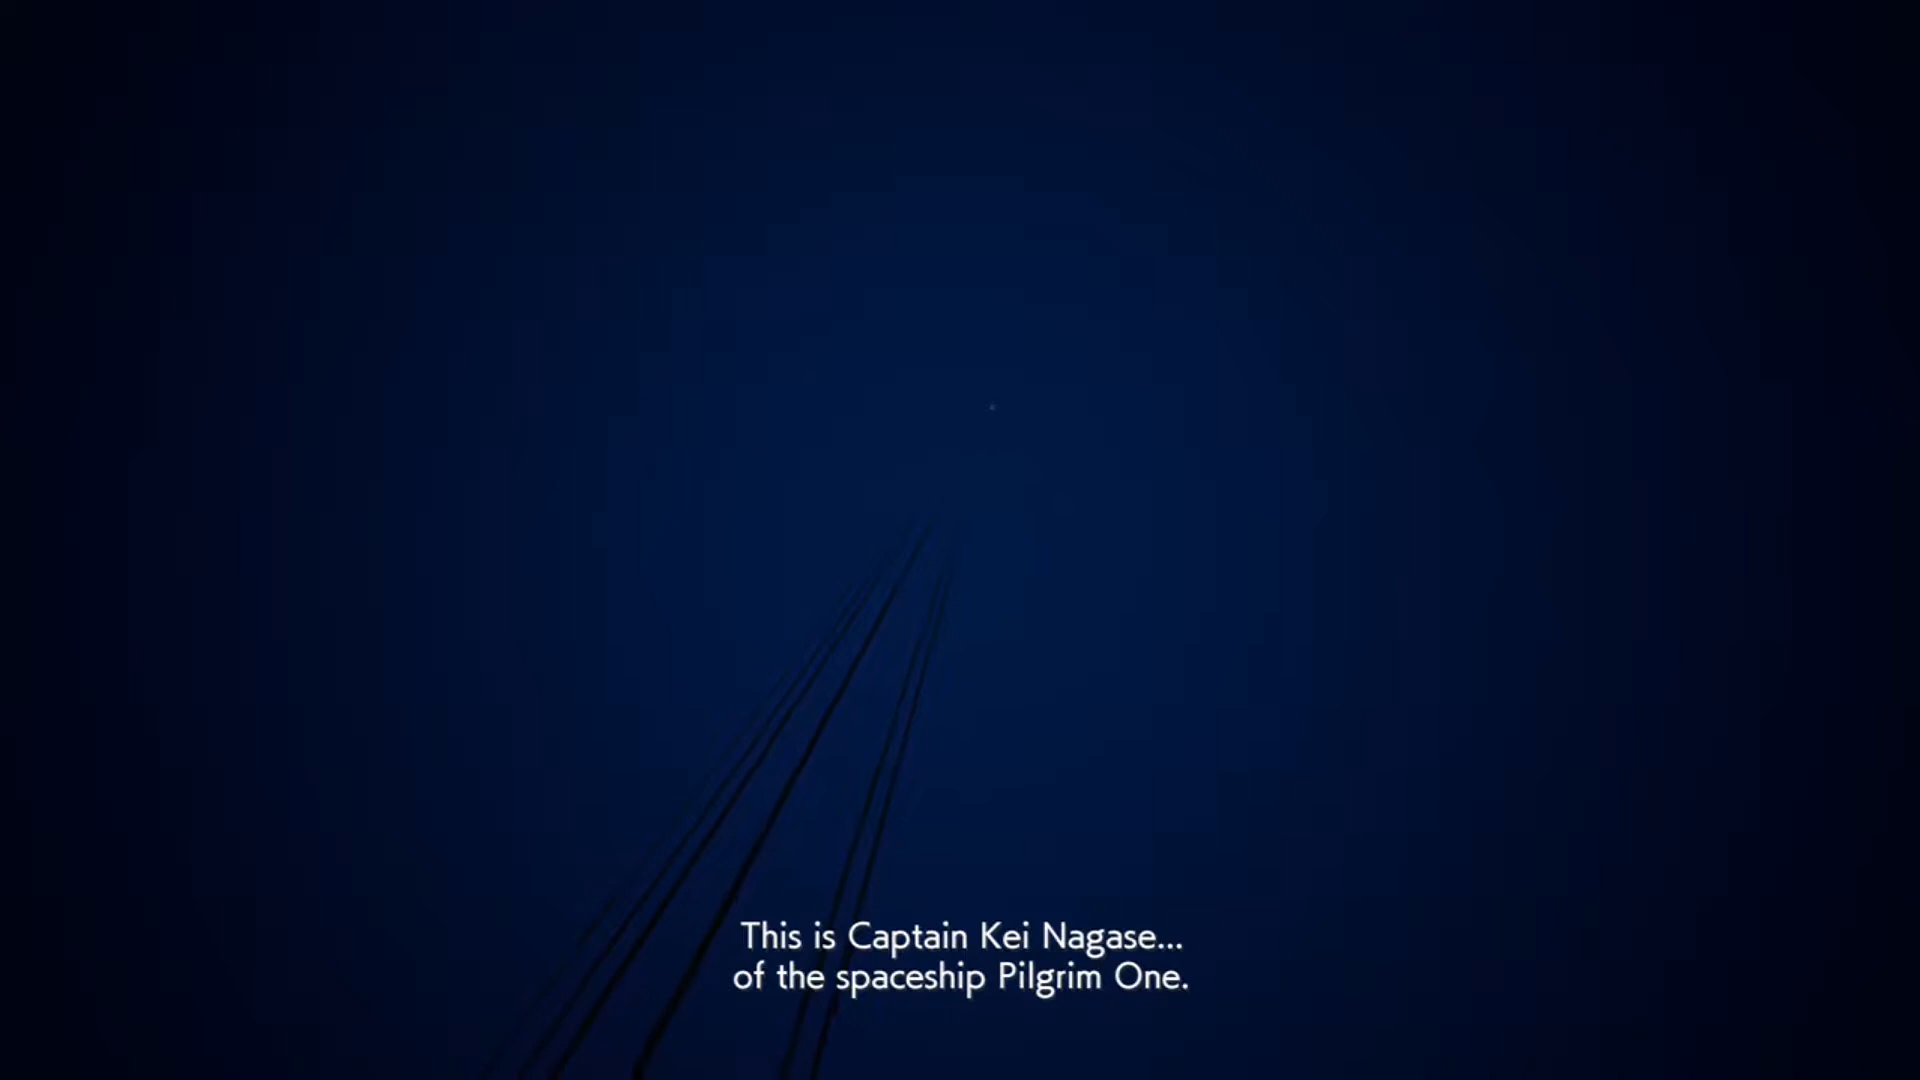 This is Captain Kei Nagase...
of the spaceship Pilgrim One.